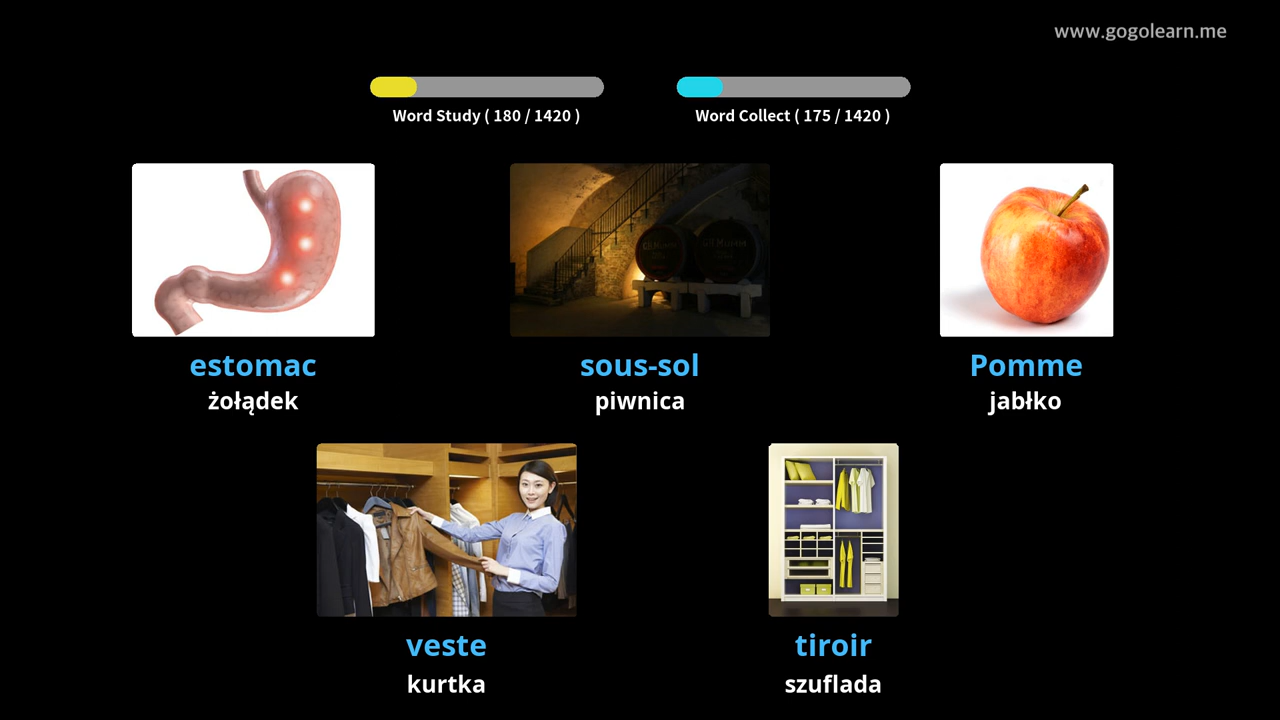 www.gogolearn.me
Word Study ( 180 / 1420 )
Word Collect ( 175 / 1420 )
estomac
żołądek
sous-sol
piwnica
Pomme
jabłko
veste
kurtka
tiroir
szuflada